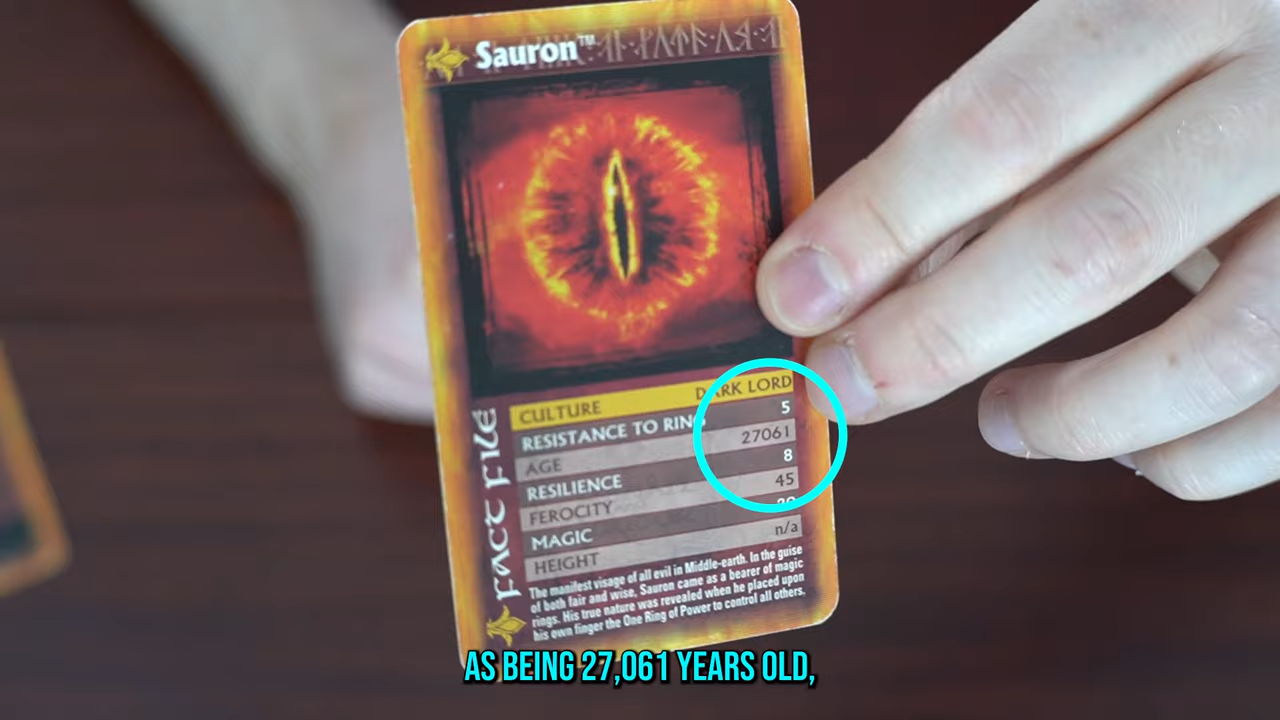 Sauron™
FACT FILE
CULTURE DARK LORD
RESISTANCE TO RING 5
AGE 27061
RESILIENCE 8
FEROCITY 45
MAGIC
HEIGHT n/a
The manifest visage of all evil in Middle-earth. In the guise
of both fair and wise, Sauron came as a bearer of magic
rings. His true nature was revealed when he placed upon
his own finger the One Ring of Power to control all others.
AS BEING 27,061 YEARS OLD,